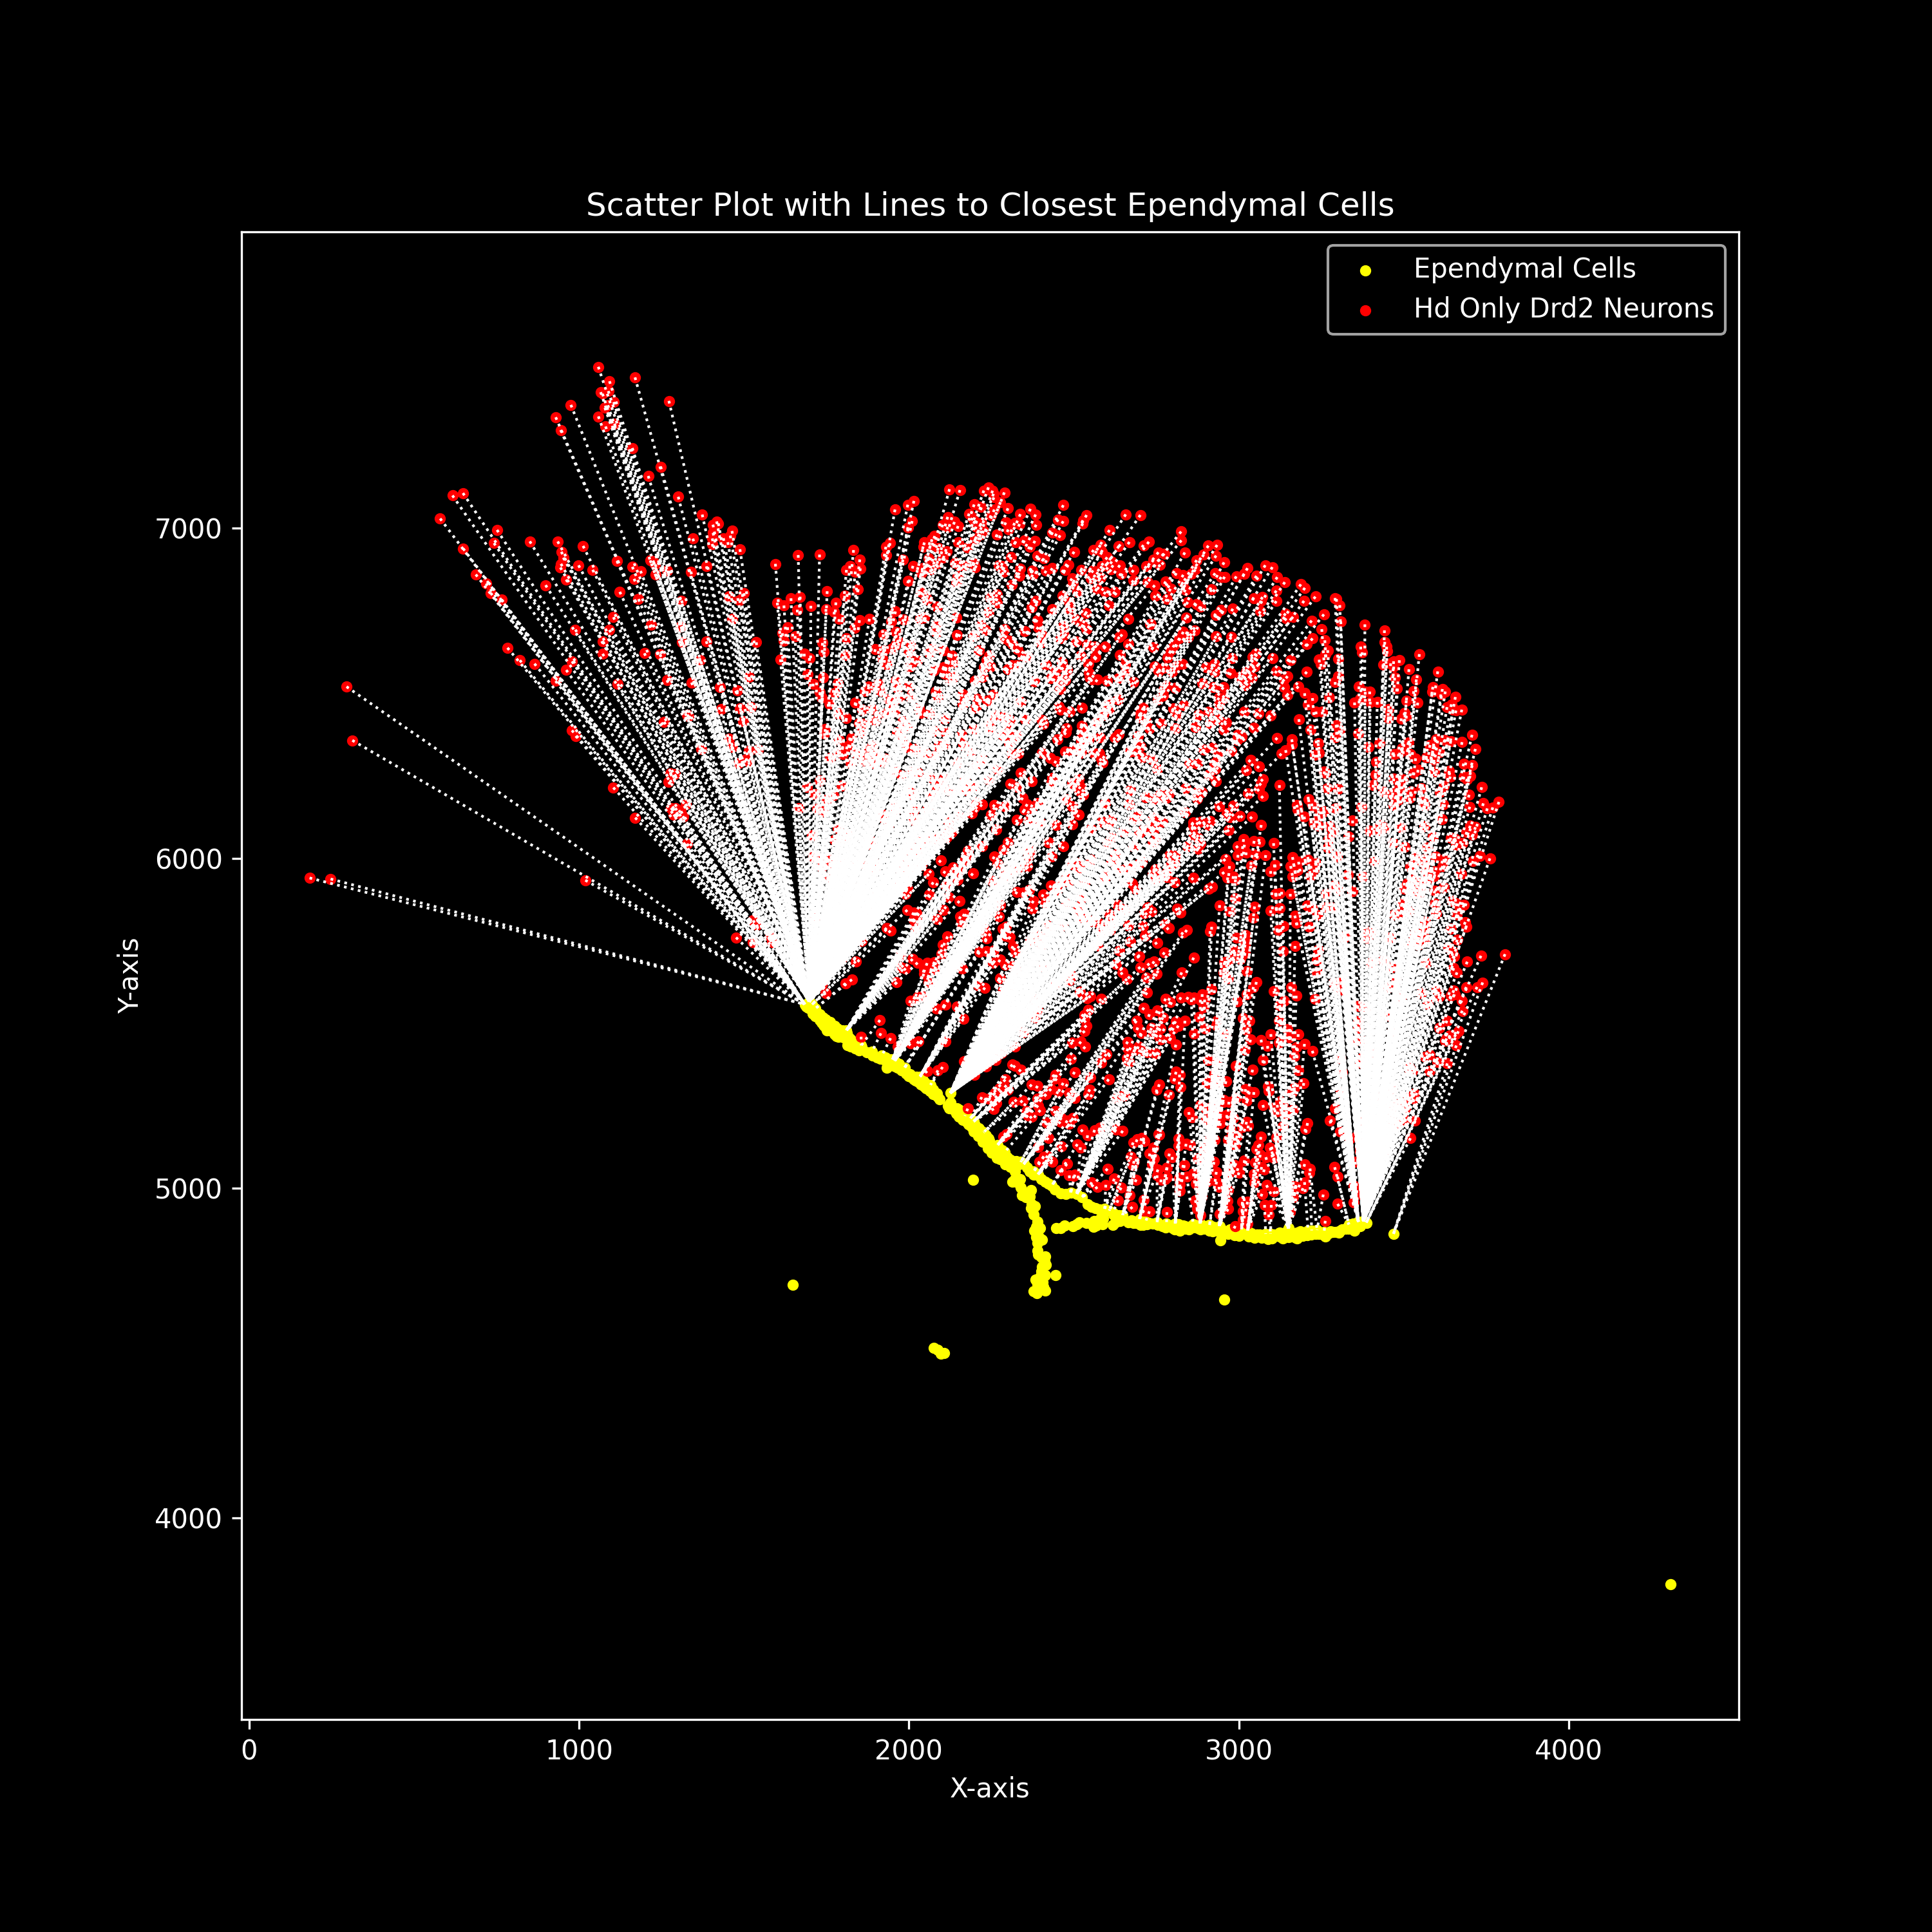 Scatter Plot with Lines to Closest Ependymal Cells
Ependymal Cells
Hd Only Drd2 Neurons
7000
6000
5000
4000
Y-axis
0 1000 2000 3000 4000
X-axis